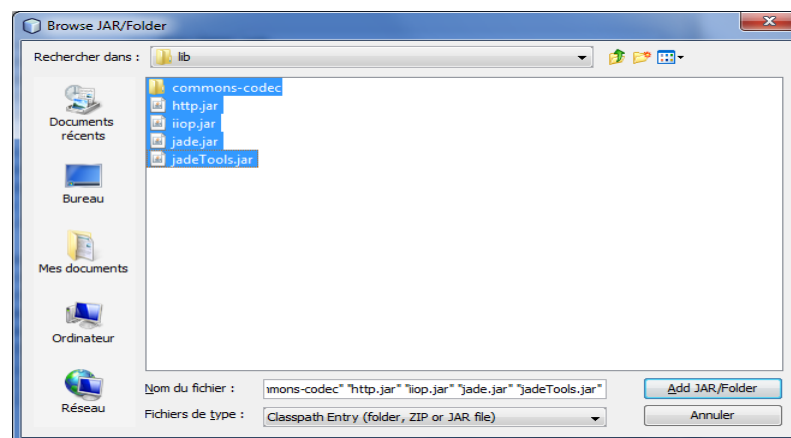 Browse JAR/Folder
Rechercher dans :
lib
commons-codec
http.jar
iiop.jar
jade.jar
jadeTools.jar
Documents
récents
Bureau
Mes documents
Ordinateur
Réseau
Nom du fichier :
mons-codec" "http.jar" "iiop.jar" "jade.jar" "jadeTools.jar"
Add JAR/Folder
Fichiers de type :
Classpath Entry (folder, ZIP or JAR file)
Annuler